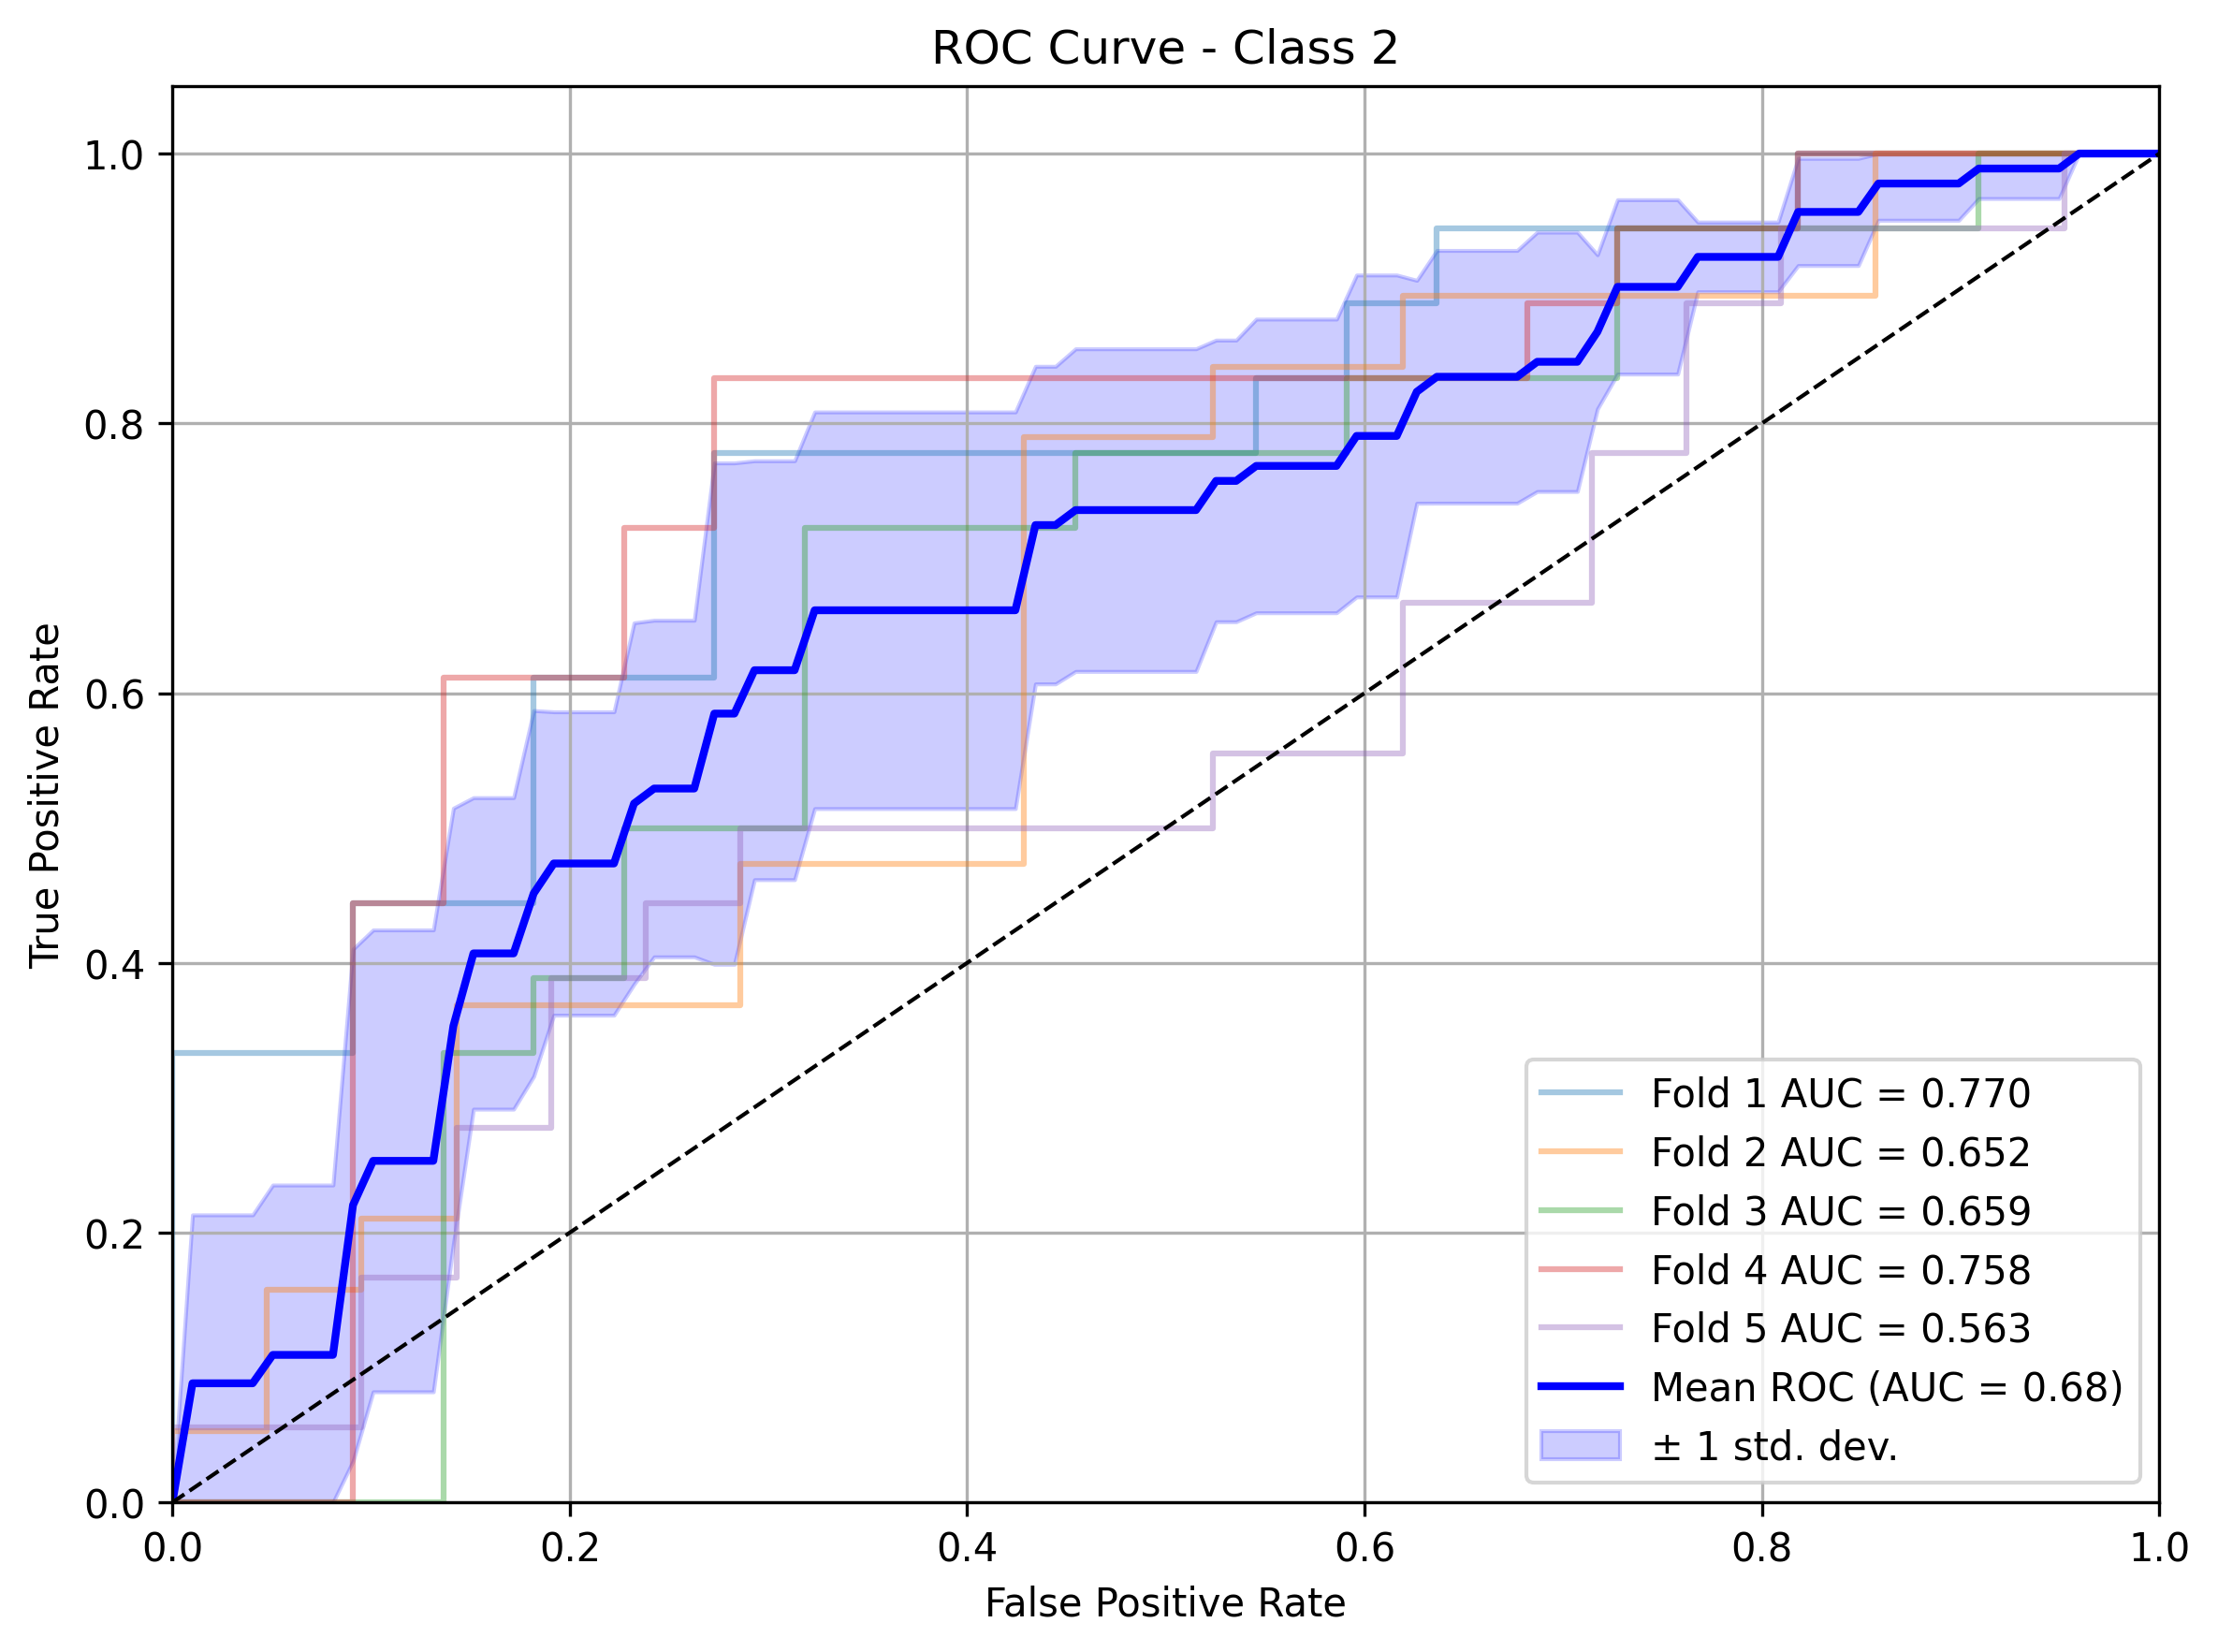 ROC Curve - Class 2
1.0
0.8
0.6
0.4
0.2
0.0
True Positive Rate
0.0 0.2 0.4 0.6 0.8 1.0
False Positive Rate
Fold 1 AUC = 0.770
Fold 2 AUC = 0.652
Fold 3 AUC = 0.659
Fold 4 AUC = 0.758
Fold 5 AUC = 0.563
Mean ROC (AUC = 0.68)
± 1 std. dev.